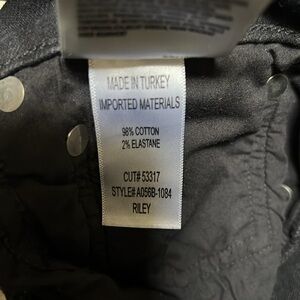 MADE IN TURKEY
IMPORTED MATERIALS
98% COTTON
2% ELASTANE
CUT# 53317
STYLE# A056B-1084
RILEY